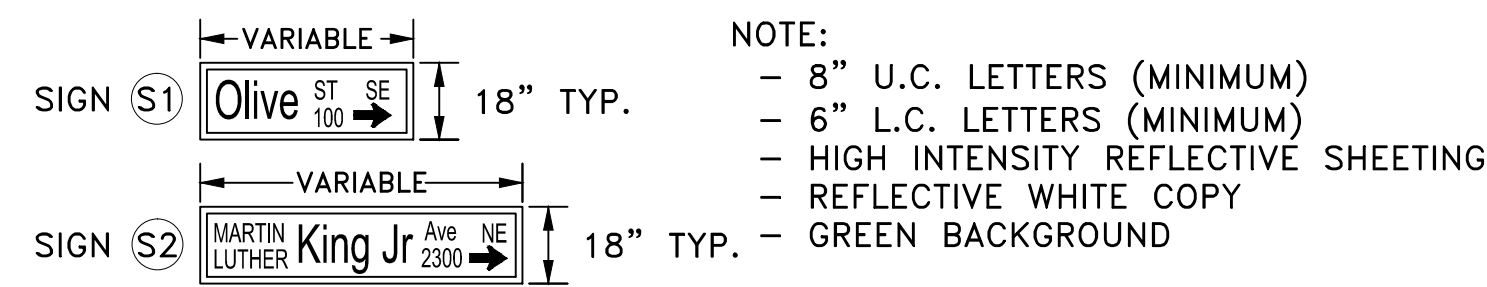 VARIABLE
SIGN S1 Olive ST SE 100 18” TYP.
VARIABLE
SIGN S2 MARTIN LUTHER King Jr Ave NE 2300 18” TYP.
NOTE:
– 8” U.C. LETTERS (MINIMUM)
– 6” L.C. LETTERS (MINIMUM)
– HIGH INTENSITY REFLECTIVE SHEETING
– REFLECTIVE WHITE COPY
– GREEN BACKGROUND